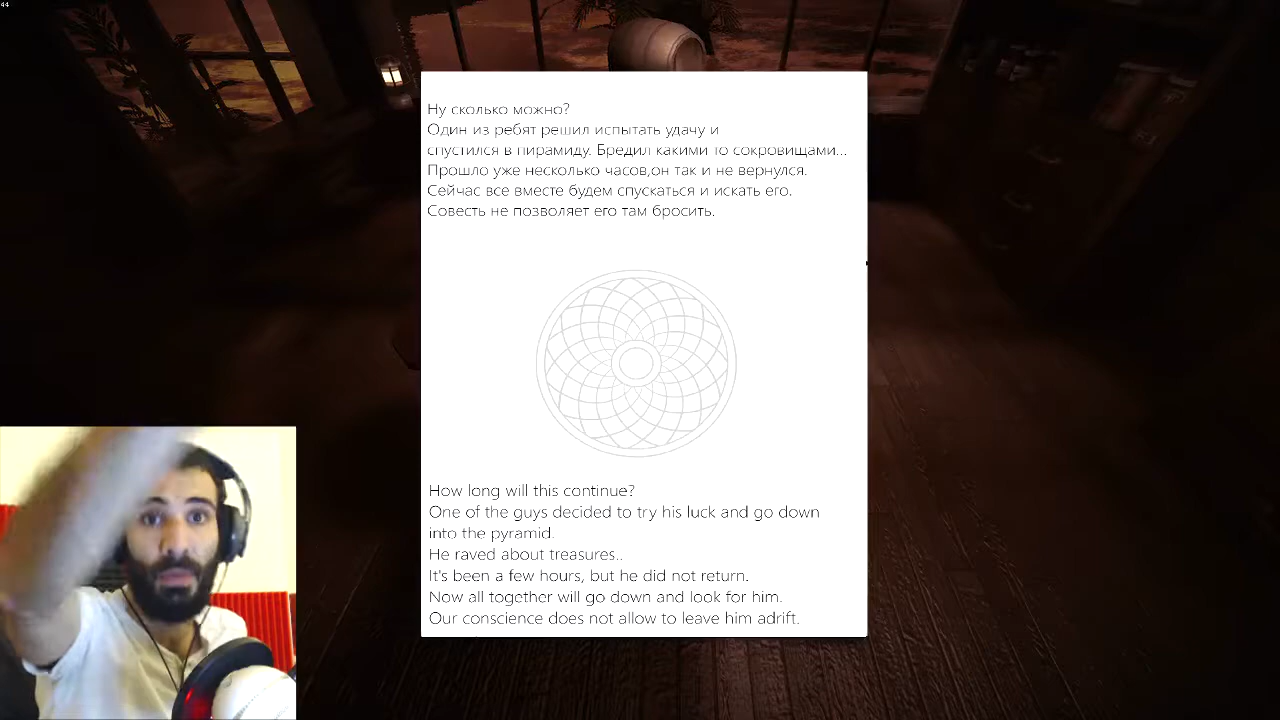 44
Ну сколько можно?
Один из ребят решил испытать удачу и
спустился в пирамиду. Бредил какими то сокровищами...
Прошло уже несколько часов,он так и не вернулся.
Сейчас все вместе будем спускаться и искать его.
Совесть не позволяет его там бросить.
How long will this continue?
One of the guys decided to try his luck and go down
into the pyramid.
He raved about treasures..
It's been a few hours, but he did not return.
Now all together will go down and look for him.
Our conscience does not allow to leave him adrift.